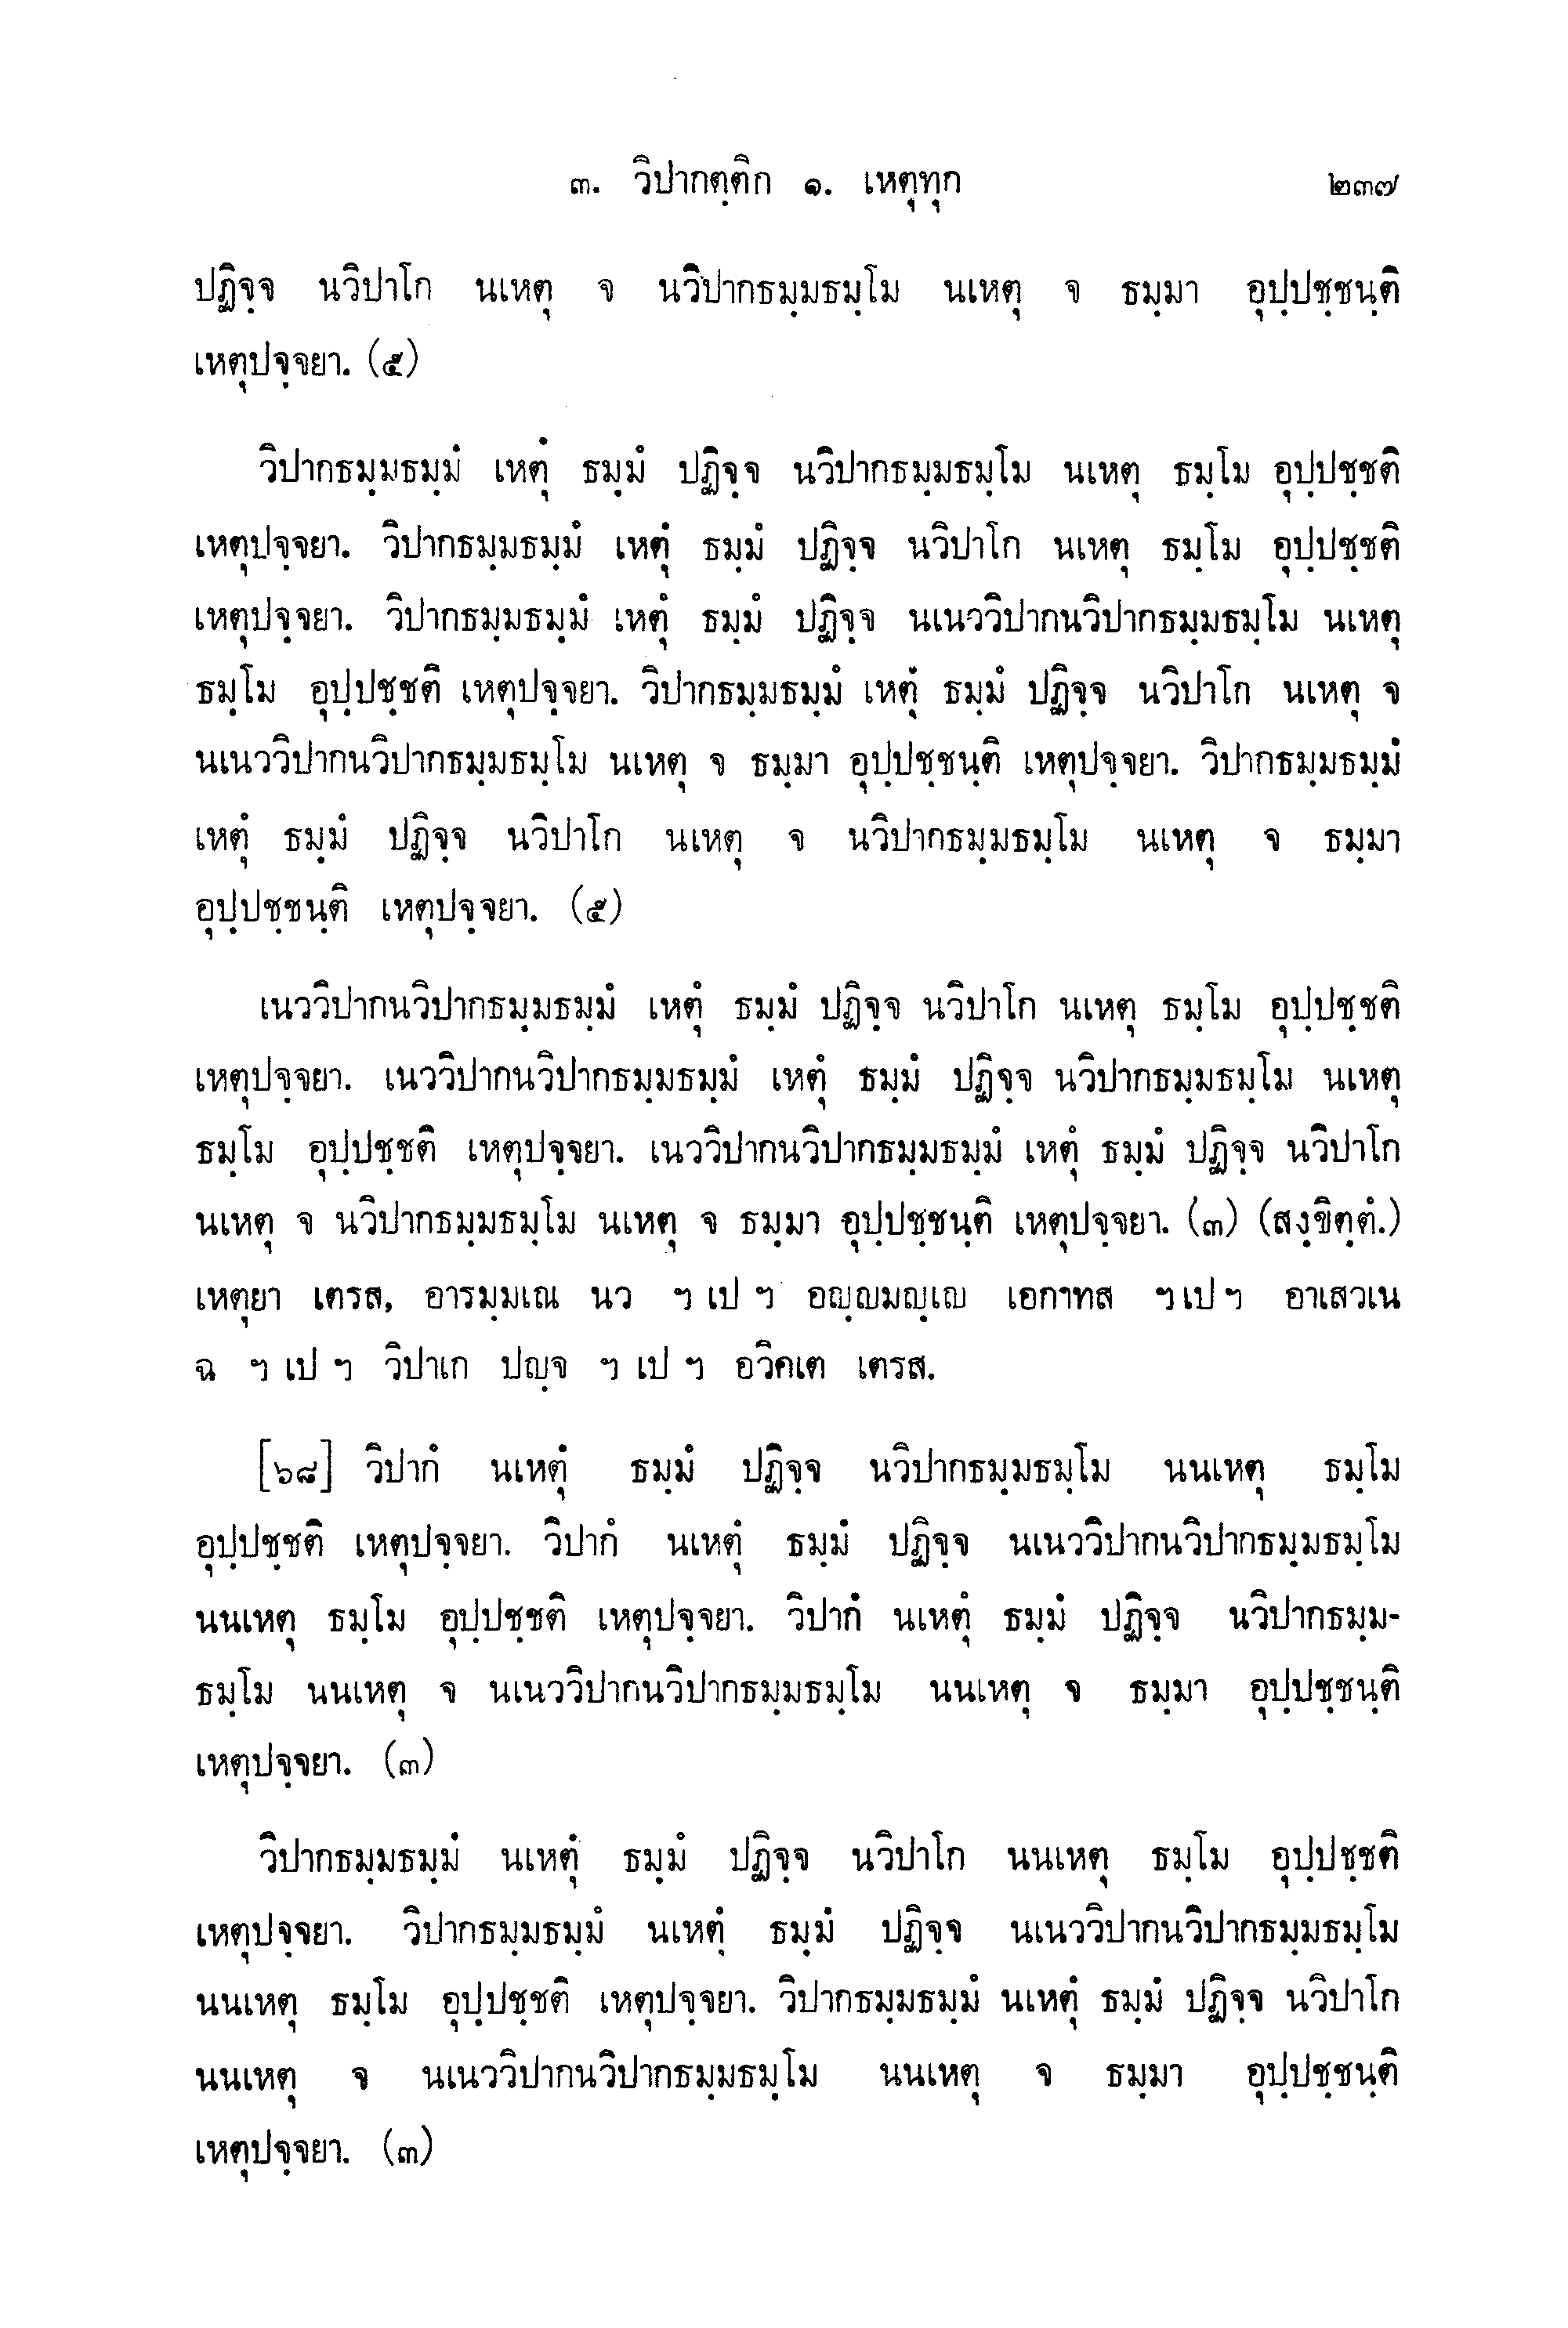 ๓. วิปากตฺติก ๑. เหตุทุก ๒๓๗
ปฏิจฺจ นวิปาโก นเหตุ จ นวิปากธมฺมธมฺโม นเหตุ จ ธมฺมา อุปฺปชฺชนฺติ
เหตุปจฺจยา. (๕)
วิปากธมฺมธมฺมํ เหตุํ ธมฺมํ ปฏิจฺจ นวิปากธมฺมธมฺโม นเหตุ ธมฺโม อุปฺปชฺชติ
เหตุปจฺจยา. วิปากธมฺมธมฺมํ เหตุํ ธมฺมํ ปฏิจฺจ นวิปาโก นเหตุ ธมฺโม อุปฺปชฺชติ
เหตุปจฺจยา. วิปากธมฺมธมฺมํ เหตุํ ธมฺมํ ปฏิจฺจ นเนววิปากนวิปากธมฺมธมฺโม นเหตุ
ธมฺโม อุปฺปชฺชติ เหตุปจฺจยา. วิปากธมฺมธมฺมํ เหตุํ ธมฺมํ ปฏิจฺจ นวิปาโก นเหตุ จ
นเนววิปากนวิปากธมฺมธมฺโม นเหตุ จ ธมฺมา อุปฺปชฺชนฺติ เหตุปจฺจยา. วิปากธมฺมธมฺมํ
เหตุํ ธมฺมํ ปฏิจฺจ นวิปาโก นเหตุ จ นวิปากธมฺมธมฺโม นเหตุ จ ธมฺมา
อุปฺปชฺชนฺติ เหตุปจฺจยา. (๕)
เนววิปากนวิปากธมฺมธมฺมํ เหตุํ ธมฺมํ ปฏิจฺจ นวิปาโก นเหตุ ธมฺโม อุปฺปชฺชติ
เหตุปจฺจยา. เนววิปากนวิปากธมฺมธมฺมํ เหตุํ ธมฺมํ ปฏิจฺจ นวิปากธมฺมธมฺโม นเหตุ
ธมฺโม อุปฺปชฺชติ เหตุปจฺจยา. เนววิปากนวิปากธมฺมธมฺมํ เหตุํ ธมฺมํ ปฏิจฺจ นวิปาโก
นเหตุ จ นวิปากธมฺมธมฺโม นเหตุ จ ธมฺมา อุปฺปชฺชนฺติ เหตุปจฺจยา. (๓) (สงฺขิตฺตํ.)
เหตุยา เตรส, อารมฺมเณ นว ฯ เป ฯ อญฺญมญฺเญ เอกาทส ฯ เป ฯ อาเสวเน
ฉ ฯ เป ฯ วิปาเก ปญฺจ ฯ เป ฯ อวิคเต เตรส.
[๖๘] วิปากํ นเหตุํ ธมฺมํ ปฏิจฺจ นวิปากธมฺมธมฺโม นนเหตุ ธมฺโม
อุปฺปชฺชติ เหตุปจฺจยา. วิปากํ นเหตุํ ธมฺมํ ปฏิจฺจ นเนววิปากนวิปากธมฺมธมฺโม
นนเหตุ ธมฺโม อุปฺปชฺชติ เหตุปจฺจยา. วิปากํ นเหตุํ ธมฺมํ ปฏิจฺจ นวิปากธมฺม-
ธมฺโม นนเหตุ จ นเนววิปากนวิปากธมฺมธมฺโม นนเหตุ จ ธมฺมา อุปฺปชฺชนฺติ
เหตุปจฺจยา. (๓)
วิปากธมฺมธมฺมํ นเหตุํ ธมฺมํ ปฏิจฺจ นวิปาโก นนเหตุ ธมฺโม อุปฺปชฺชติ
เหตุปจฺจยา. วิปากธมฺมธมฺมํ นเหตุํ ธมฺมํ ปฏิจฺจ นเนววิปากนวิปากธมฺมธมฺโม
นนเหตุ ธมฺโม อุปฺปชฺชติ เหตุปจฺจยา. วิปากธมฺมธมฺมํ นเหตุํ ธมฺมํ ปฏิจฺจ นวิปาโก
นนเหตุ จ นเนววิปากนวิปากธมฺมธมฺโม นนเหตุ จ ธมฺมา อุปฺปชฺชนฺติ
เหตุปจฺจยา. (๓)